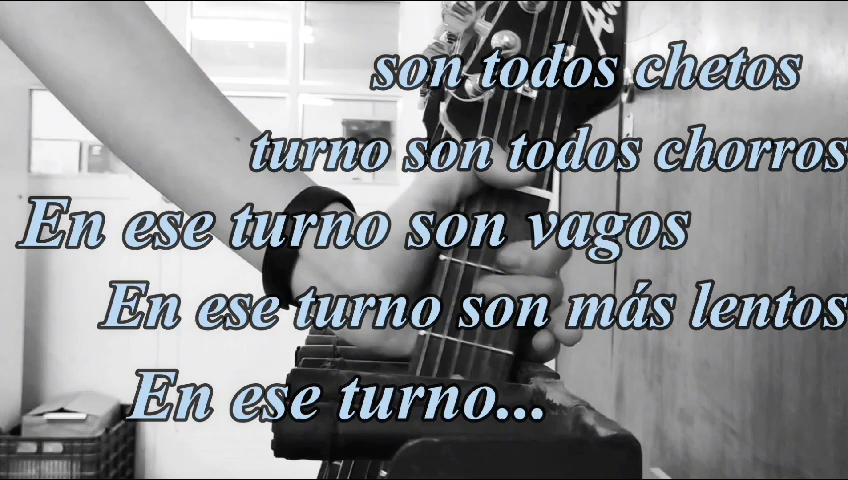 son todos chetos
turno son todos chorros
En ese turno son vagos
En ese turno son más lentos
En ese turno...